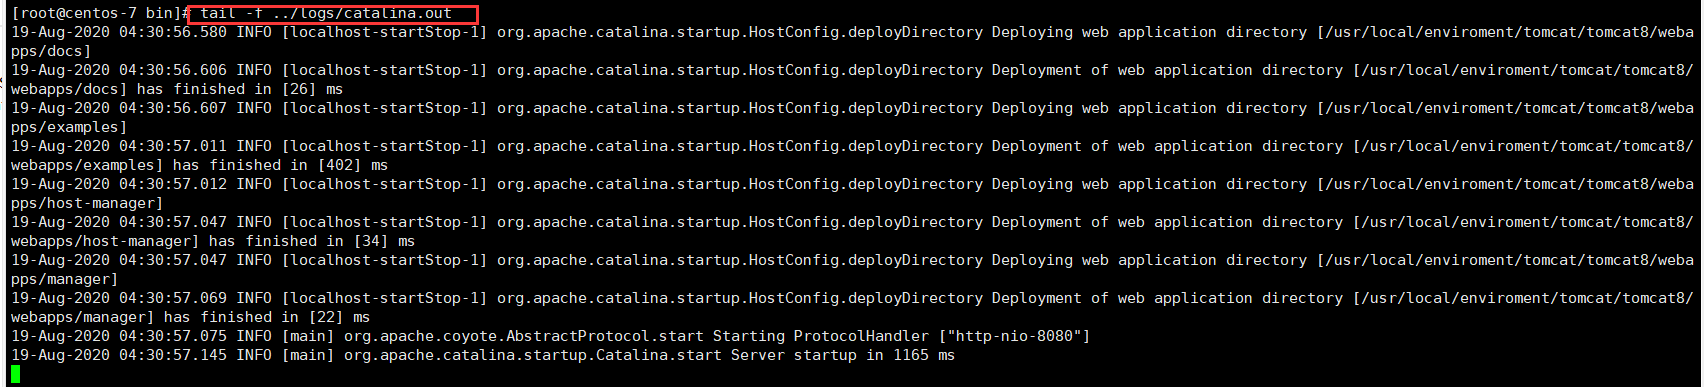 [root@centos-7 bin]# tail -f ../logs/catalina.out
19-Aug-2020 04:30:56.580 INFO [localhost-startStop-1] org.apache.catalina.startup.HostConfig.deployDirectory Deploying web application directory [/usr/local/enviroment/tomcat/tomcat8/weba
pps/docs]
19-Aug-2020 04:30:56.606 INFO [localhost-startStop-1] org.apache.catalina.startup.HostConfig.deployDirectory Deployment of web application directory [/usr/local/enviroment/tomcat/tomcat8/
webapps/docs] has finished in [26] ms
19-Aug-2020 04:30:56.607 INFO [localhost-startStop-1] org.apache.catalina.startup.HostConfig.deployDirectory Deploying web application directory [/usr/local/enviroment/tomcat/tomcat8/weba
pps/examples]
19-Aug-2020 04:30:57.011 INFO [localhost-startStop-1] org.apache.catalina.startup.HostConfig.deployDirectory Deployment of web application directory [/usr/local/enviroment/tomcat/tomcat8/
webapps/examples] has finished in [402] ms
19-Aug-2020 04:30:57.012 INFO [localhost-startStop-1] org.apache.catalina.startup.HostConfig.deployDirectory Deploying web application directory [/usr/local/enviroment/tomcat/tomcat8/weba
pps/host-manager]
19-Aug-2020 04:30:57.047 INFO [localhost-startStop-1] org.apache.catalina.startup.HostConfig.deployDirectory Deployment of web application directory [/usr/local/enviroment/tomcat/tomcat8/
webapps/host-manager] has finished in [34] ms
19-Aug-2020 04:30:57.047 INFO [localhost-startStop-1] org.apache.catalina.startup.HostConfig.deployDirectory Deploying web application directory [/usr/local/enviroment/tomcat/tomcat8/weba
pps/manager]
19-Aug-2020 04:30:57.069 INFO [localhost-startStop-1] org.apache.catalina.startup.HostConfig.deployDirectory Deployment of web application directory [/usr/local/enviroment/tomcat/tomcat8/
webapps/manager] has finished in [22] ms
19-Aug-2020 04:30:57.075 INFO [main] org.apache.coyote.AbstractProtocol.start Starting ProtocolHandler ["http-nio-8080"]
19-Aug-2020 04:30:57.145 INFO [main] org.apache.catalina.startup.Catalina.start Server startup in 1165 ms